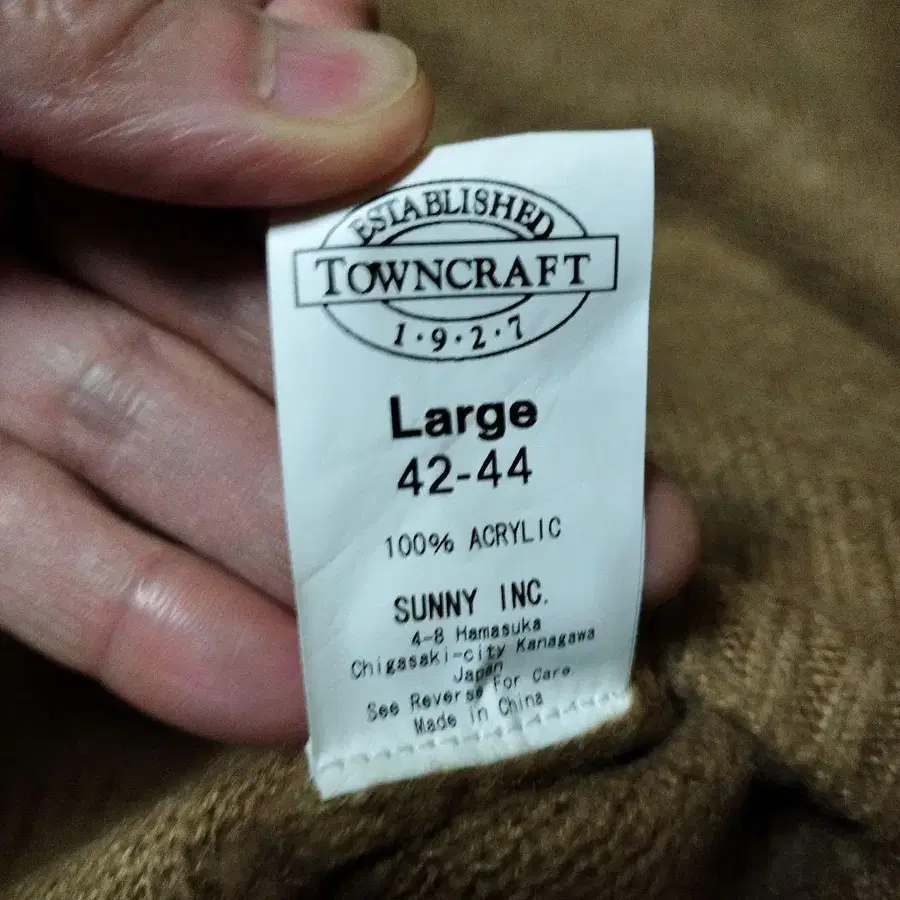 ESTABLISHED
TOWNCRAFT
1·9·2·7
Large
42-44
100% ACRYLIC
SUNNY INC.
4-8 Hamasuka
Chigasaki-city Kanagawa
Japan
See Reverse For Care
Made in China